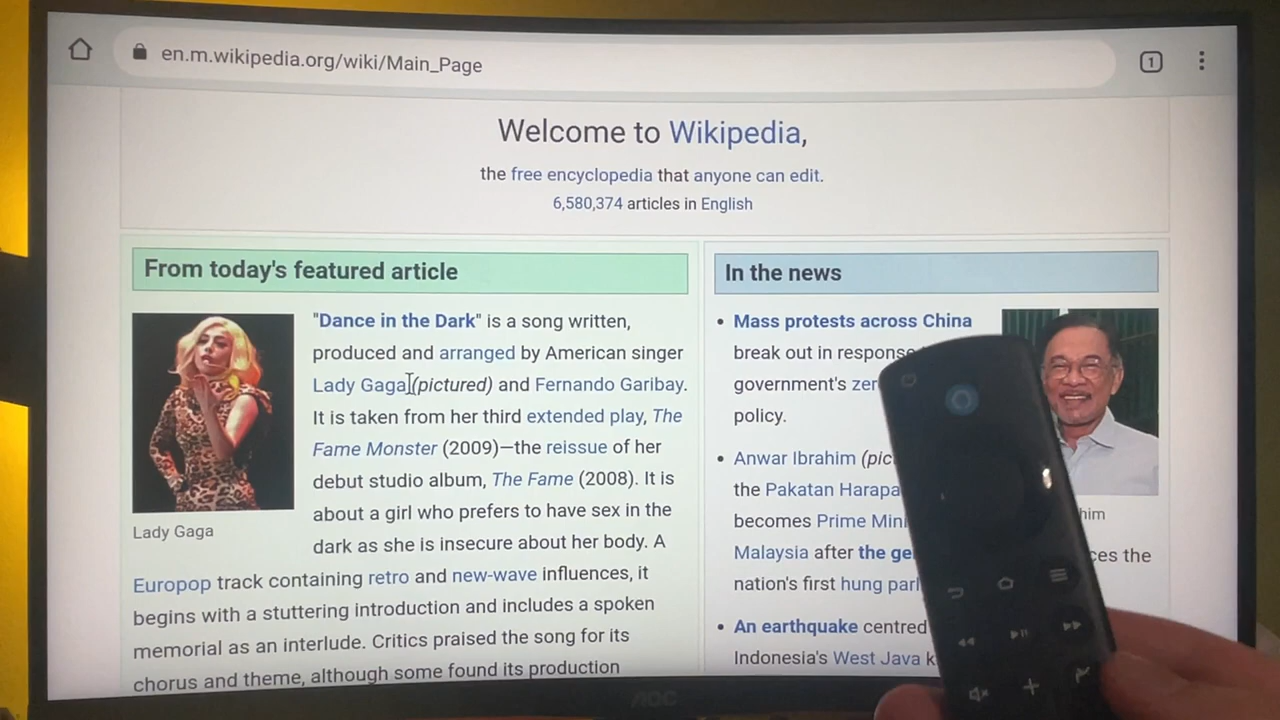 en.m.wikipedia.org/wiki/Main_Page
1
Welcome to Wikipedia,
the free encyclopedia that anyone can edit.
6,580,374 articles in English
From today's featured article
"Dance in the Dark" is a song written,
produced and arranged by American singer
Lady Gaga (pictured) and Fernando Garibay.
It is taken from her third extended play, The
Fame Monster (2009)—the reissue of her
debut studio album, The Fame (2008). It is
about a girl who prefers to have sex in the
dark as she is insecure about her body. A
Lady Gaga
Europop track containing retro and new-wave influences, it
begins with a stuttering introduction and includes a spoken
memorial as an interlude. Critics praised the song for its
chorus and theme, although some found its production
In the news
• Mass protests across China
break out in response
government's
policy.
• Anwar Ibrahim
the Pakatan
becomes Prime
Malaysia after the
nation's first hung
• An earthquake centred
Indonesia's West Java
the
AOC